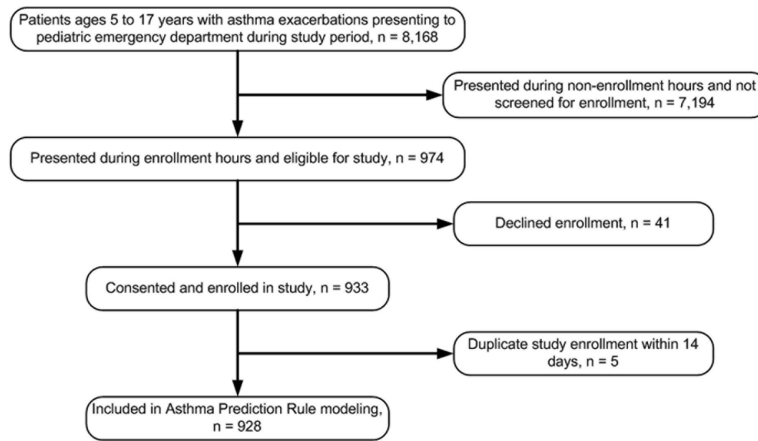 Patients ages 5 to 17 years with asthma exacerbations presenting to
pediatric emergency department during study period, n = 8,168
Presented during non-enrollment hours and not
screened for enrollment, n = 7,194
Presented during enrollment hours and eligible for study, n = 974
Declined enrollment, n = 41
Consented and enrolled in study, n = 933
Duplicate study enrollment within 14
days, n = 5
Included in Asthma Prediction Rule modeling,
n = 928